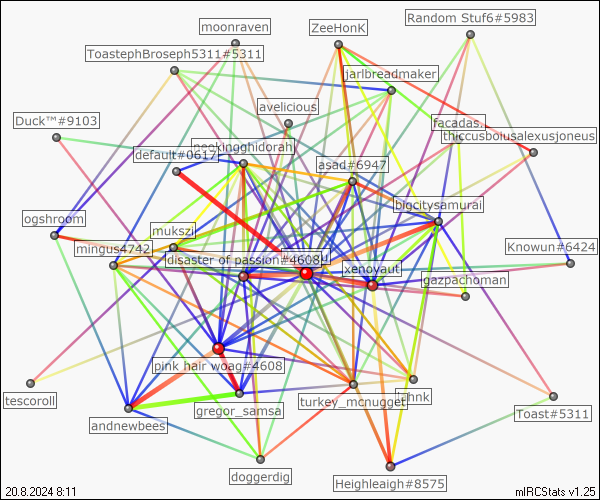 moonraven
ZeeHonK
Random Stuf6#5983
ToastephBroseph5311#5311
jarlbreadmaker
avelicious
Duck™#9103
facadas.
thiccusboiusalexusjoneus
default#0617
asad#6947
bigcitysamurai
ogshroom
mukszi
mingus4742
Knowun#6424
disaster of passion#4608
xenoyaut
gazpachoman
pink hair woag#4608
tescoroll
gregor_samsa
turkey_mcnugget
Toast#5311
andnewbees
doggerdig
Heighleaigh#8575
20.8.2024 8:11
mIRCStats v1.25